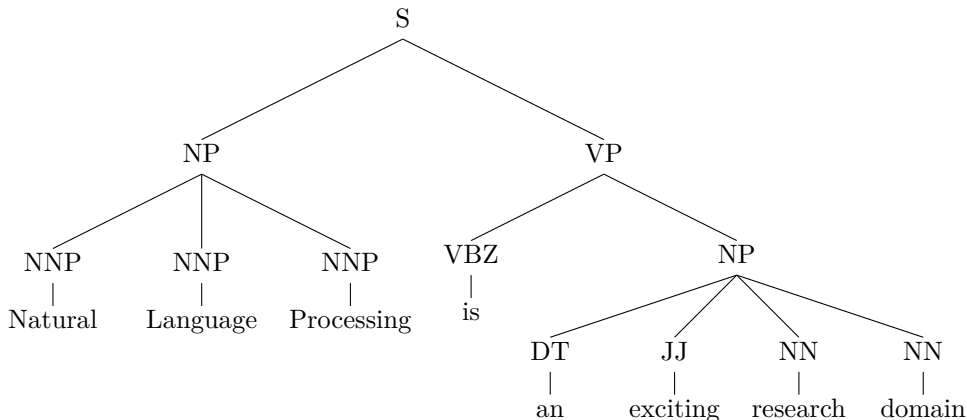 S
NP VP
NNP NNP NNP VBZ NP
Natural Language Processing is
DT JJ NN NN
an exciting research domain